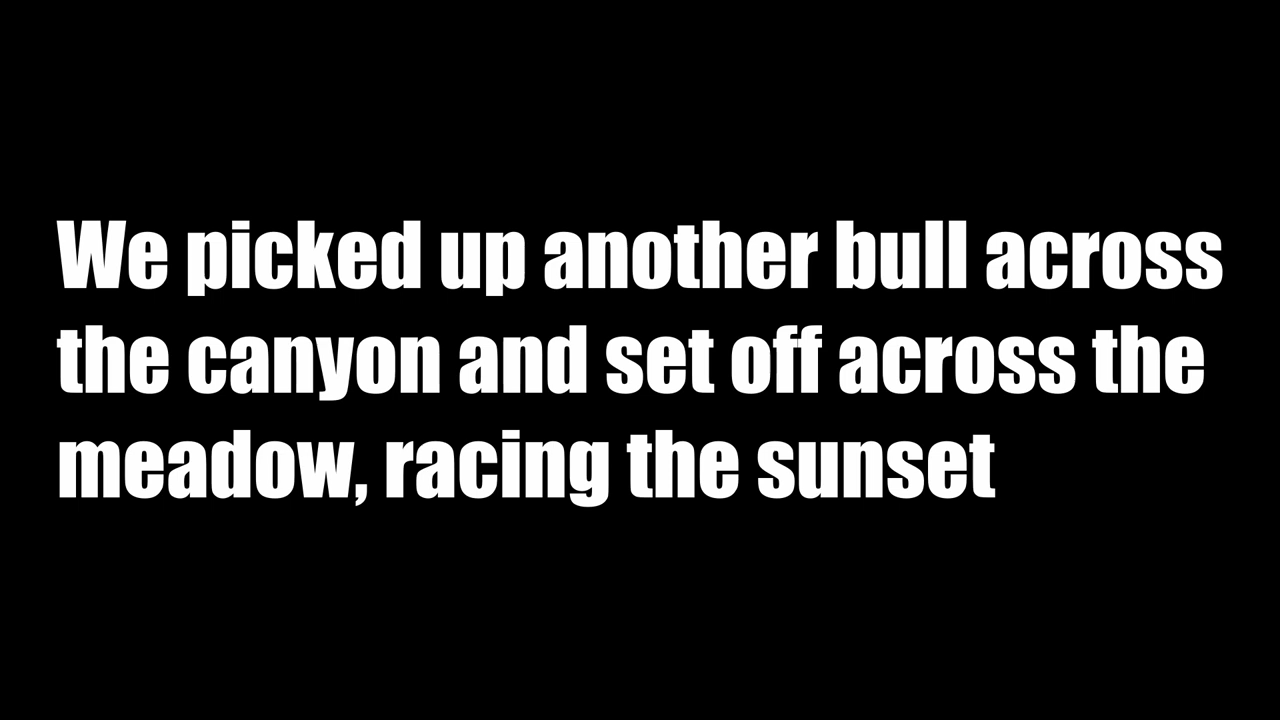 We picked up another bull across
the canyon and set off across the
meadow, racing the sunset